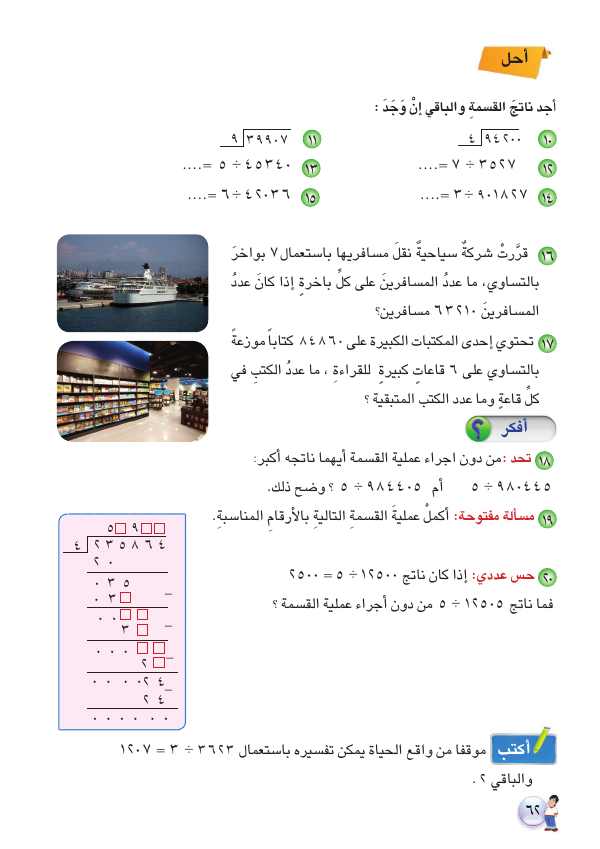 أحل
أجد ناتجَ القسمةِ والباقي إنْ وَجَدَ :
١٠ ٤ ٩٤٢٠٠
١١ ٩ ٣٩٩٠٧
١٢ ٣٥٢٧ ÷ ٧ =....
١٣ ٤٥٣٤٠ ÷ ٥ =....
١٤ ٩٠١٨٢٧ ÷ ٣ =....
١٥ ٤٢٠٣٦ ÷ ٦ =....
١٦ قرَّرتْ شركةٌ سياحيةٌ نقلَ مسافريها باستعمال ٧ بواخرَ
بالتساوي، ما عددُ المسافرينَ على كلِّ باخرةٍ إذا كانَ عددُ
المسافرينَ ٦٣٢١٠ مسافرين؟
١٧ تحتوي إحدى المكتبات الكبيرة على ٨٤٨٦٠ كتاباً موزعةً
بالتساوي على ٦ قاعاتٍ كبيرةٍ للقراءةِ ، ما عددُ الكتبِ في
كلِّ قاعةٍ وما عدد الكتب المتبقية ؟
أفكر ؟
١٨ تحد :من دون اجراء عملية القسمة أيهما ناتجه أكبر:
٩٨٠٤٤٥ ÷ ٥ أم ٩٨٤٤٠٥ ÷ ٥ ؟ وضح ذلك.
١٩ مسألة مفتوحة: أكملُ عمليةَ القسمةِ التاليةِ بالأرقامِ المناسبةِ.
٥□ ٩□□
٤ ٢٣٥٨٦٤
٢٠
٠٣٥
٠٣□ −
٠٠□□
٣□ −
٠٠٠□□
٢□ −
٠٠٠٠٢٤
٢٤ −
٠٠٠٠٠٠
٢٠ حس عددي: إذا كان ناتج ١٢٥٠٠ ÷ ٥ = ٢٥٠٠
فما ناتج ١٢٥٠٥ ÷ ٥ من دون أجراء عملية القسمة ؟
أكتب موقفا من واقع الحياة يمكن تفسيره باستعمال ٣٦٢٣ ÷ ٣ = ١٢٠٧
والباقي ٢ .
٦٢